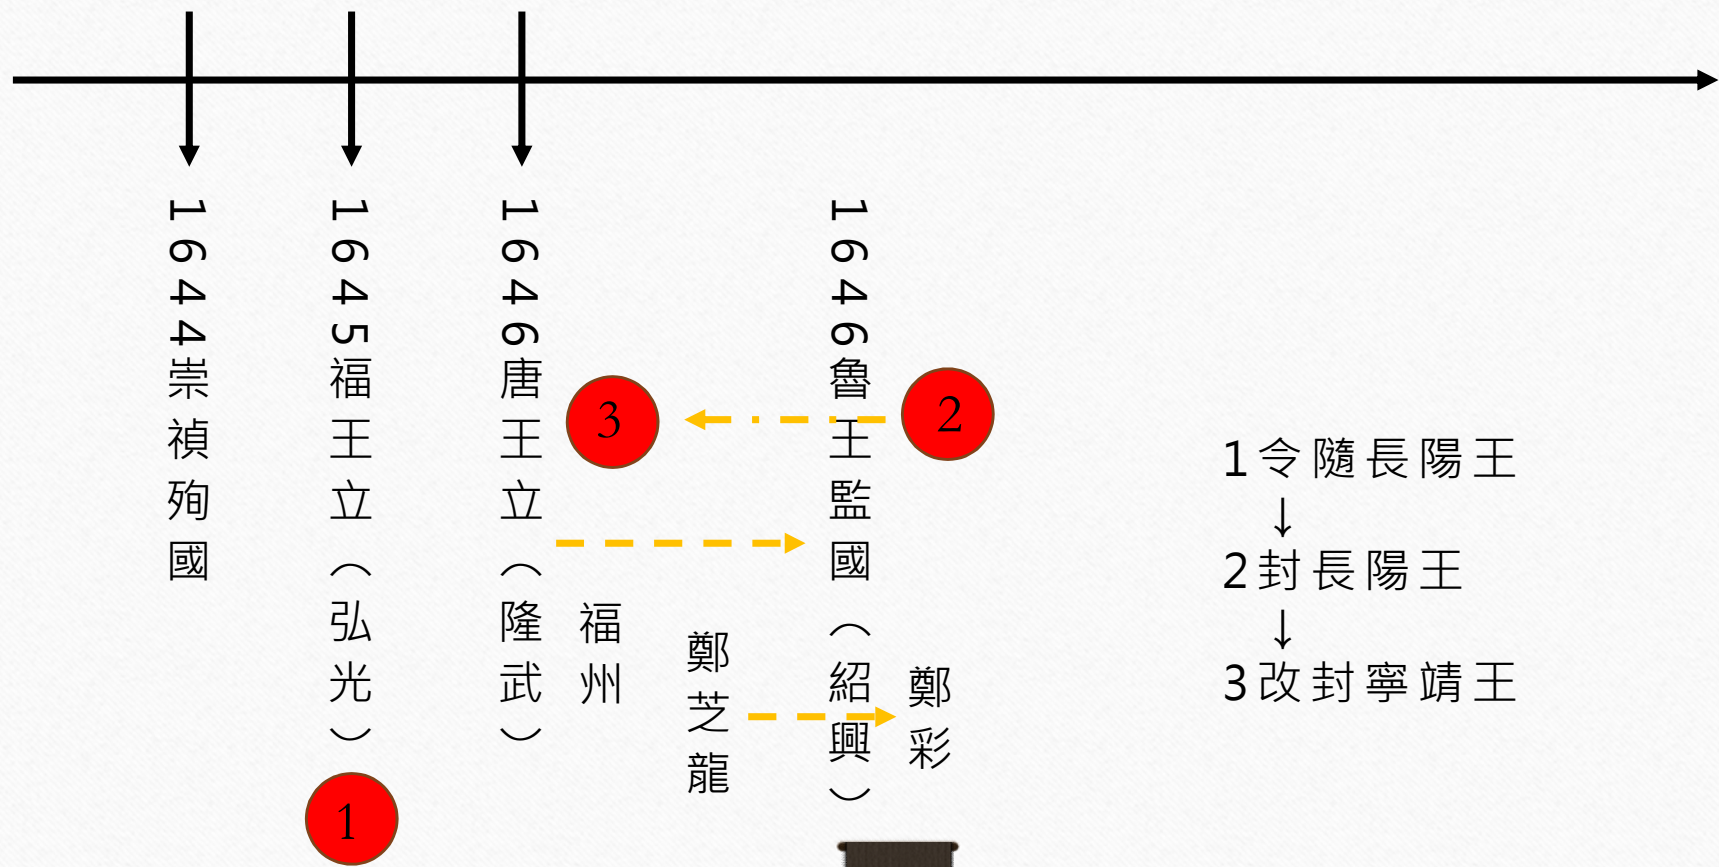 1644崇禎殉國
1645福王立（弘光）
1
1646唐王立（隆武）
福州
3
鄭芝龍
1646魯王監國（紹興）
2
鄭彩
1令隨長陽王
↓
2封長陽王
↓
3改封寧靖王